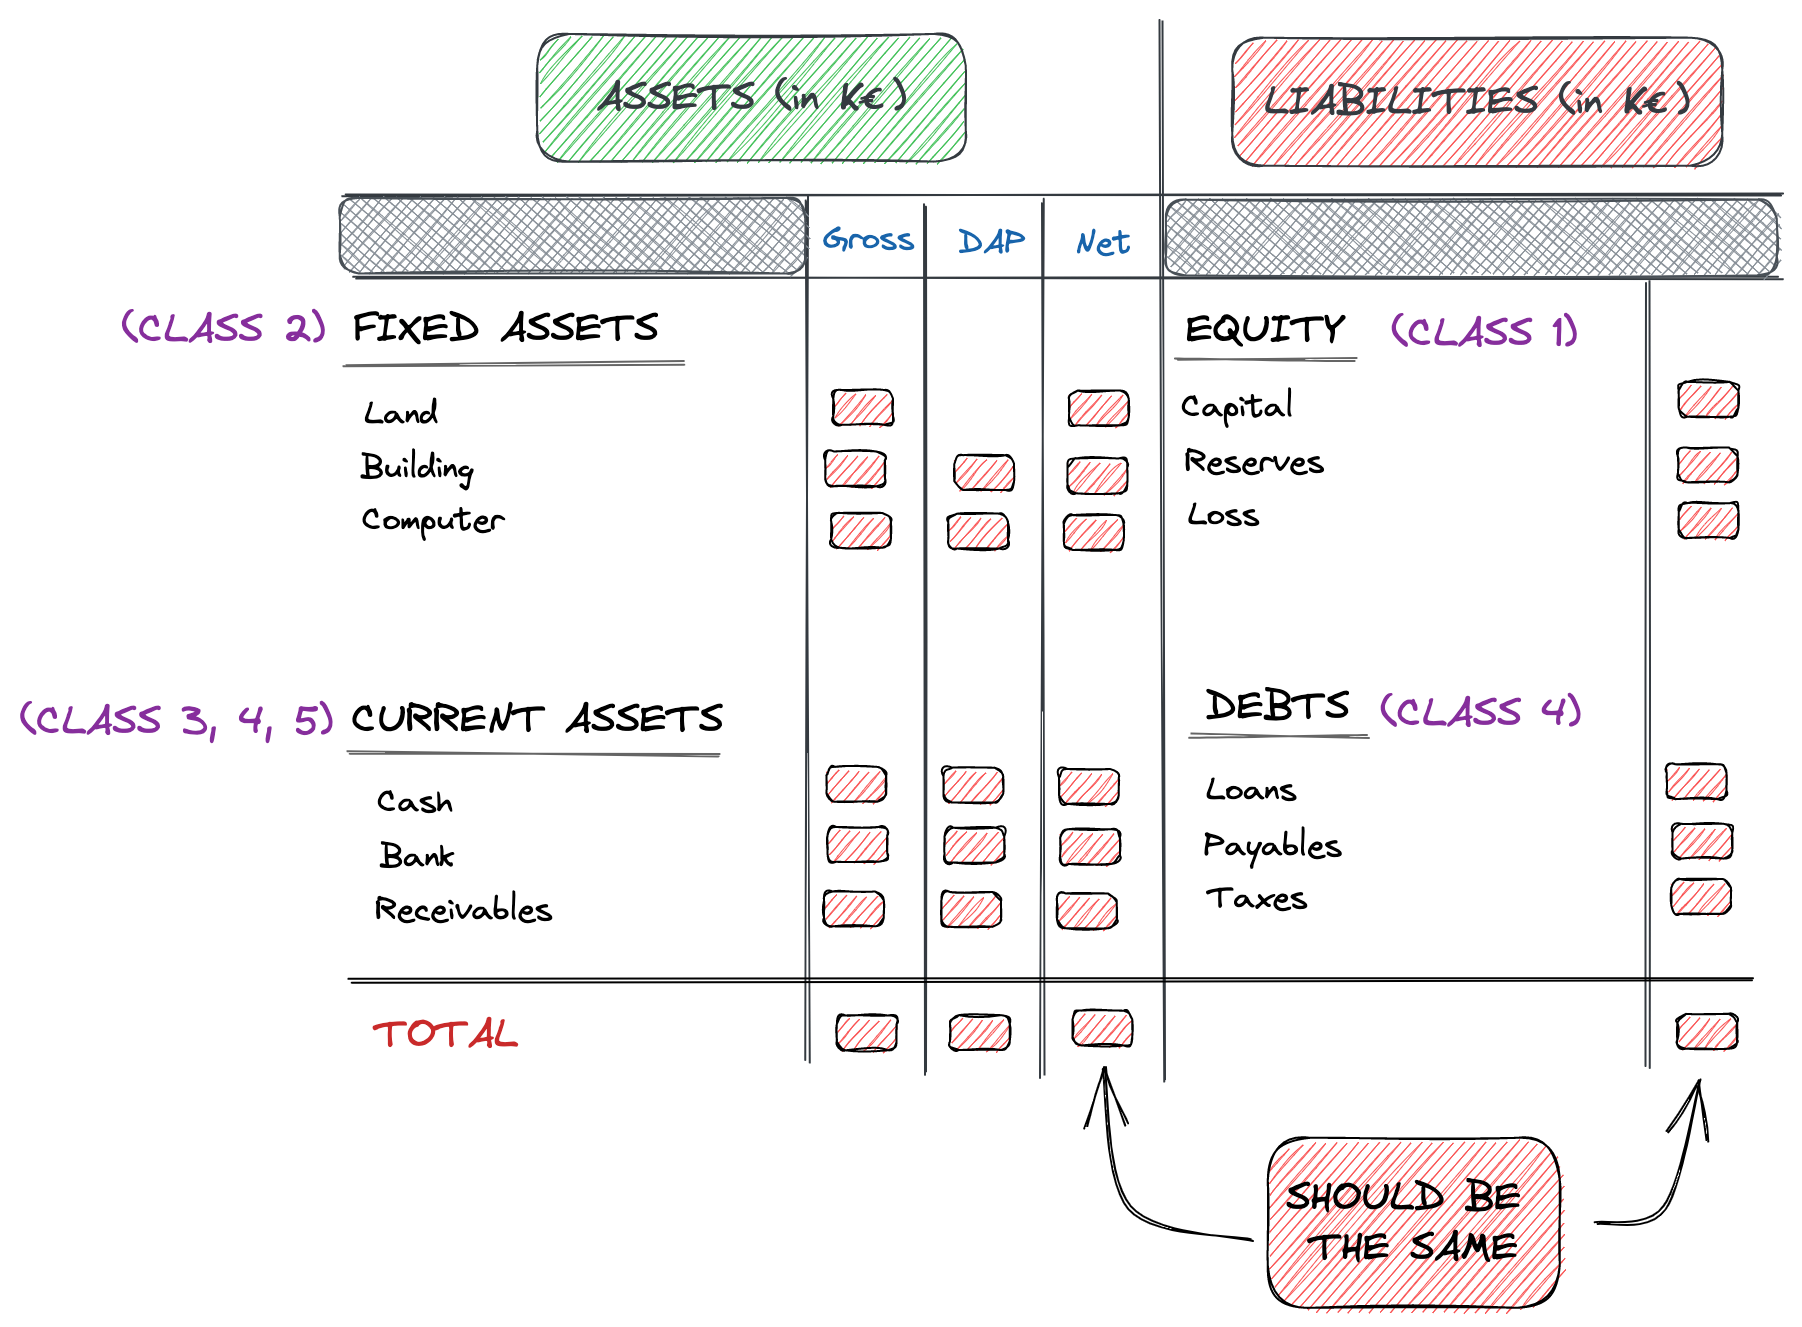 ASSETS (in K€)
LIABILITIES (in K€)
Gross
DAP
Net
(CLASS 2)
FIXED ASSETS
Land
Building
Computer
(CLASS 3, 4, 5)
CURRENT ASSETS
Cash
Bank
Receivables
EQUITY
(CLASS 1)
Capital
Reserves
Loss
DEBTS
(CLASS 4)
Loans
Payables
Taxes
TOTAL
SHOULD BE
THE SAME